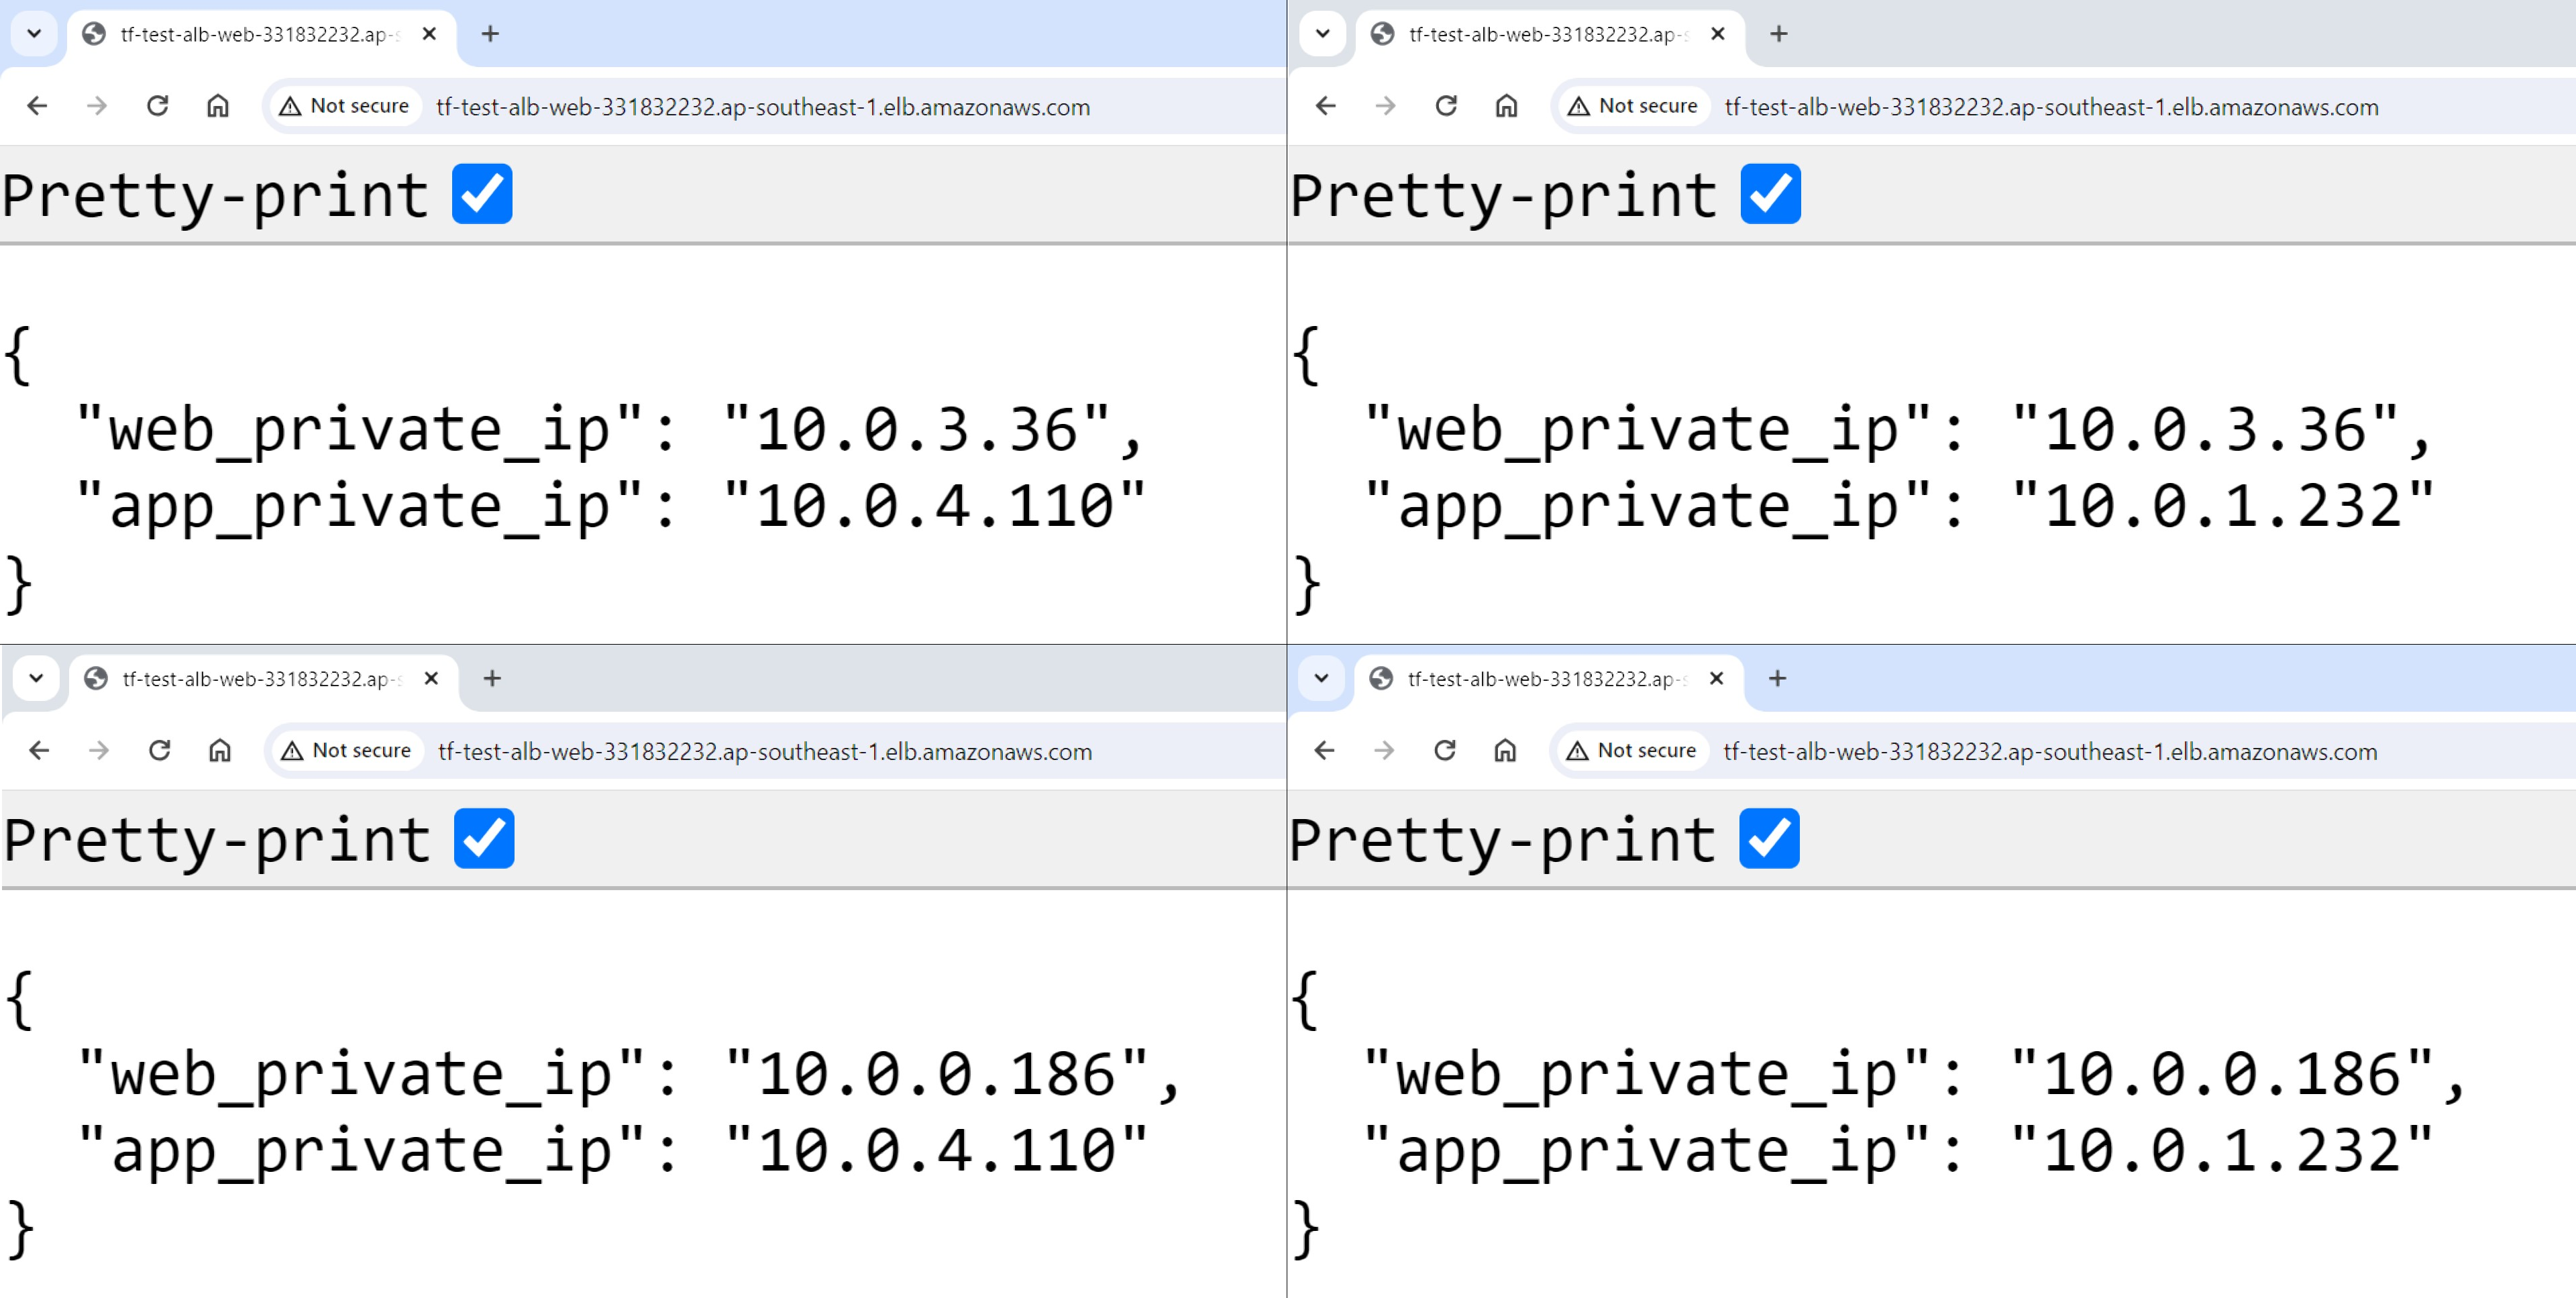 tf-test-alb-web-331832232.ap-s
Not secure tf-test-alb-web-331832232.ap-southeast-1.elb.amazonaws.com
Pretty-print
{
"web_private_ip": "10.0.3.36",
"app_private_ip": "10.0.4.110"
}
tf-test-alb-web-331832232.ap-s
Not secure tf-test-alb-web-331832232.ap-southeast-1.elb.amazonaws.com
Pretty-print
{
"web_private_ip": "10.0.3.36",
"app_private_ip": "10.0.1.232"
}
tf-test-alb-web-331832232.ap-s
Not secure tf-test-alb-web-331832232.ap-southeast-1.elb.amazonaws.com
Pretty-print
{
"web_private_ip": "10.0.0.186",
"app_private_ip": "10.0.4.110"
}
tf-test-alb-web-331832232.ap-s
Not secure tf-test-alb-web-331832232.ap-southeast-1.elb.amazonaws.com
Pretty-print
{
"web_private_ip": "10.0.0.186",
"app_private_ip": "10.0.1.232"
}